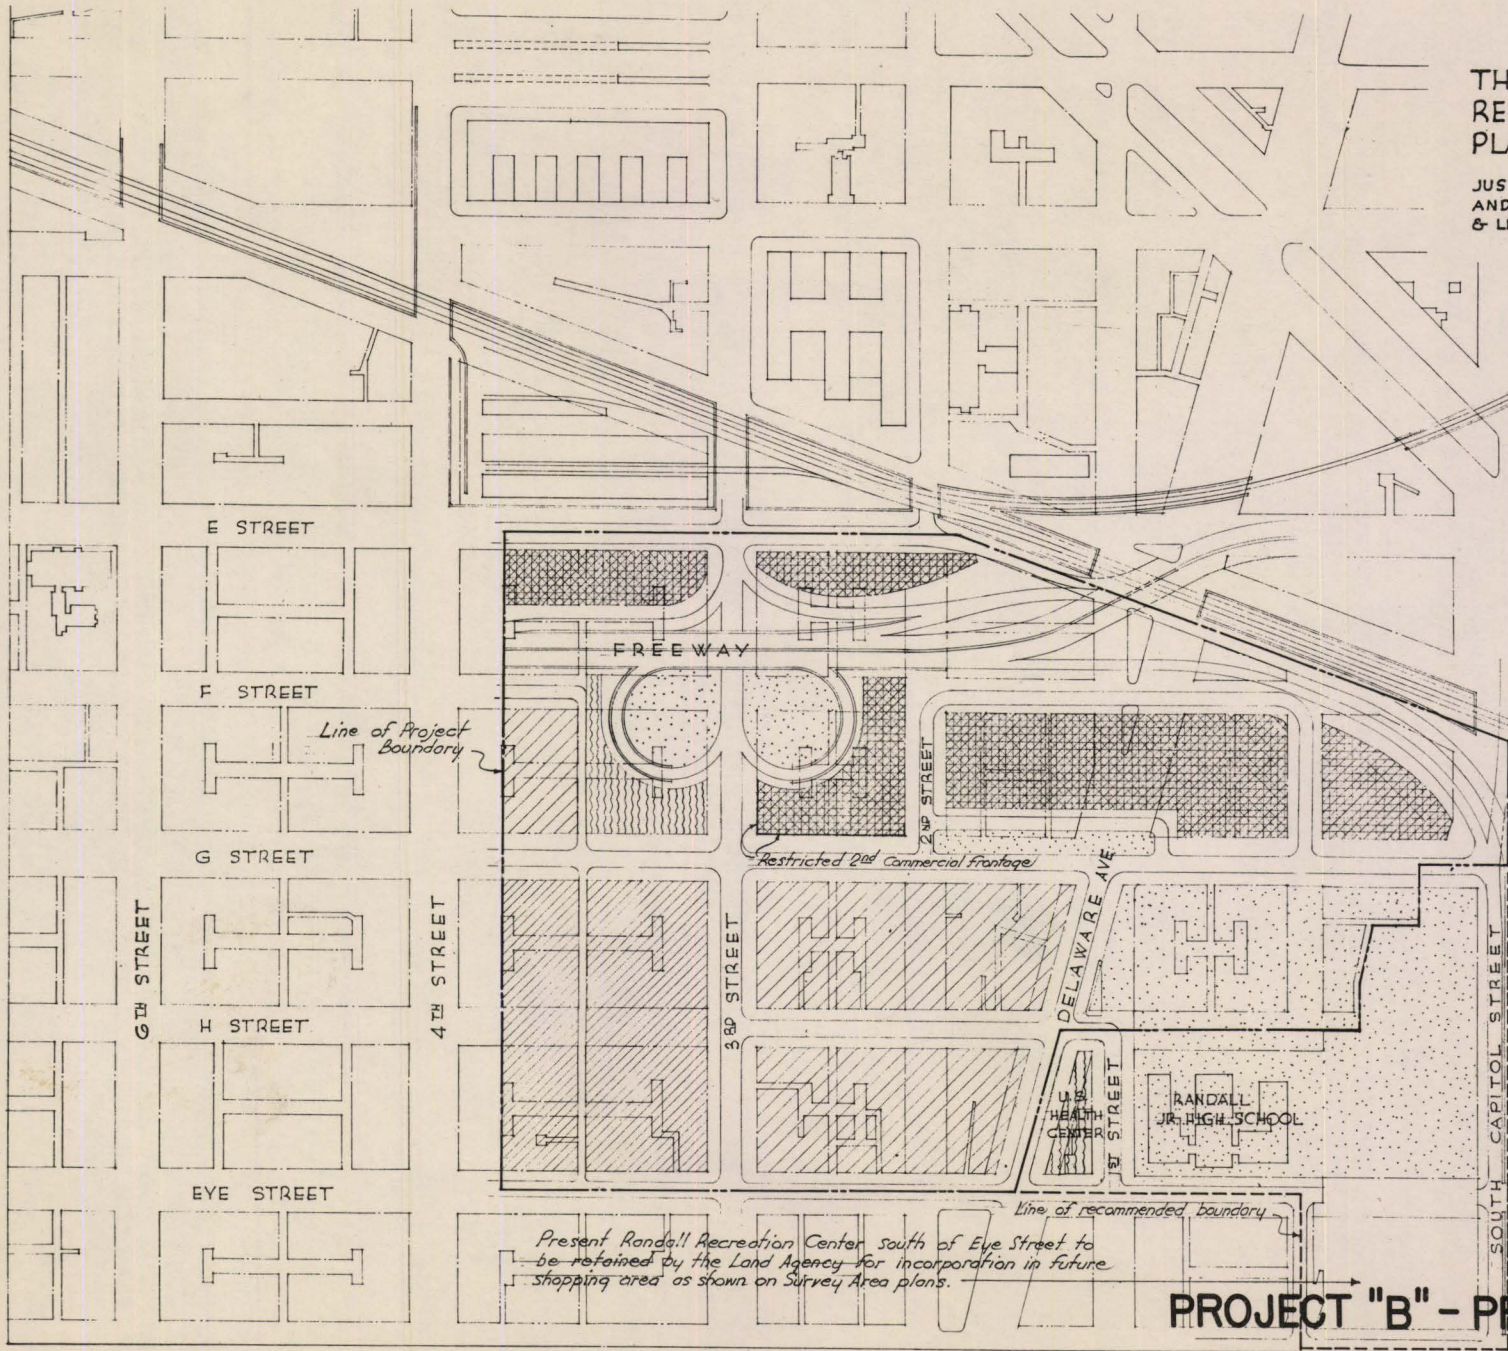 TH
RE
PLA
JUS
AND
& L
E STREET
FREEWAY
F STREET
Line of Project
Boundary
2ND STREET
G STREET
Restricted 2nd Commercial Frontage
DELAWARE AVE
6TH STREET
4TH STREET
3RD STREET
SOUTH CAPITOL STREET
H STREET
U.S.
HEALTH
CENTER
1ST STREET
RANDALL
JR. HIGH SCHOOL
EYE STREET
Line of recommended boundary
Present Randall Recreation Center south of Eye Street to
be retained by the Land Agency for incorporation in future
shopping area as shown on Survey Area plans.
PROJECT "B" - P